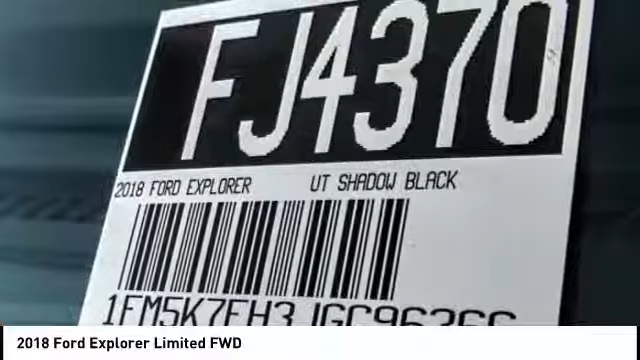 FJ4370
2018 FORD EXPLORER UT SHADOW BLACK
2018 Ford Explorer Limited FWD